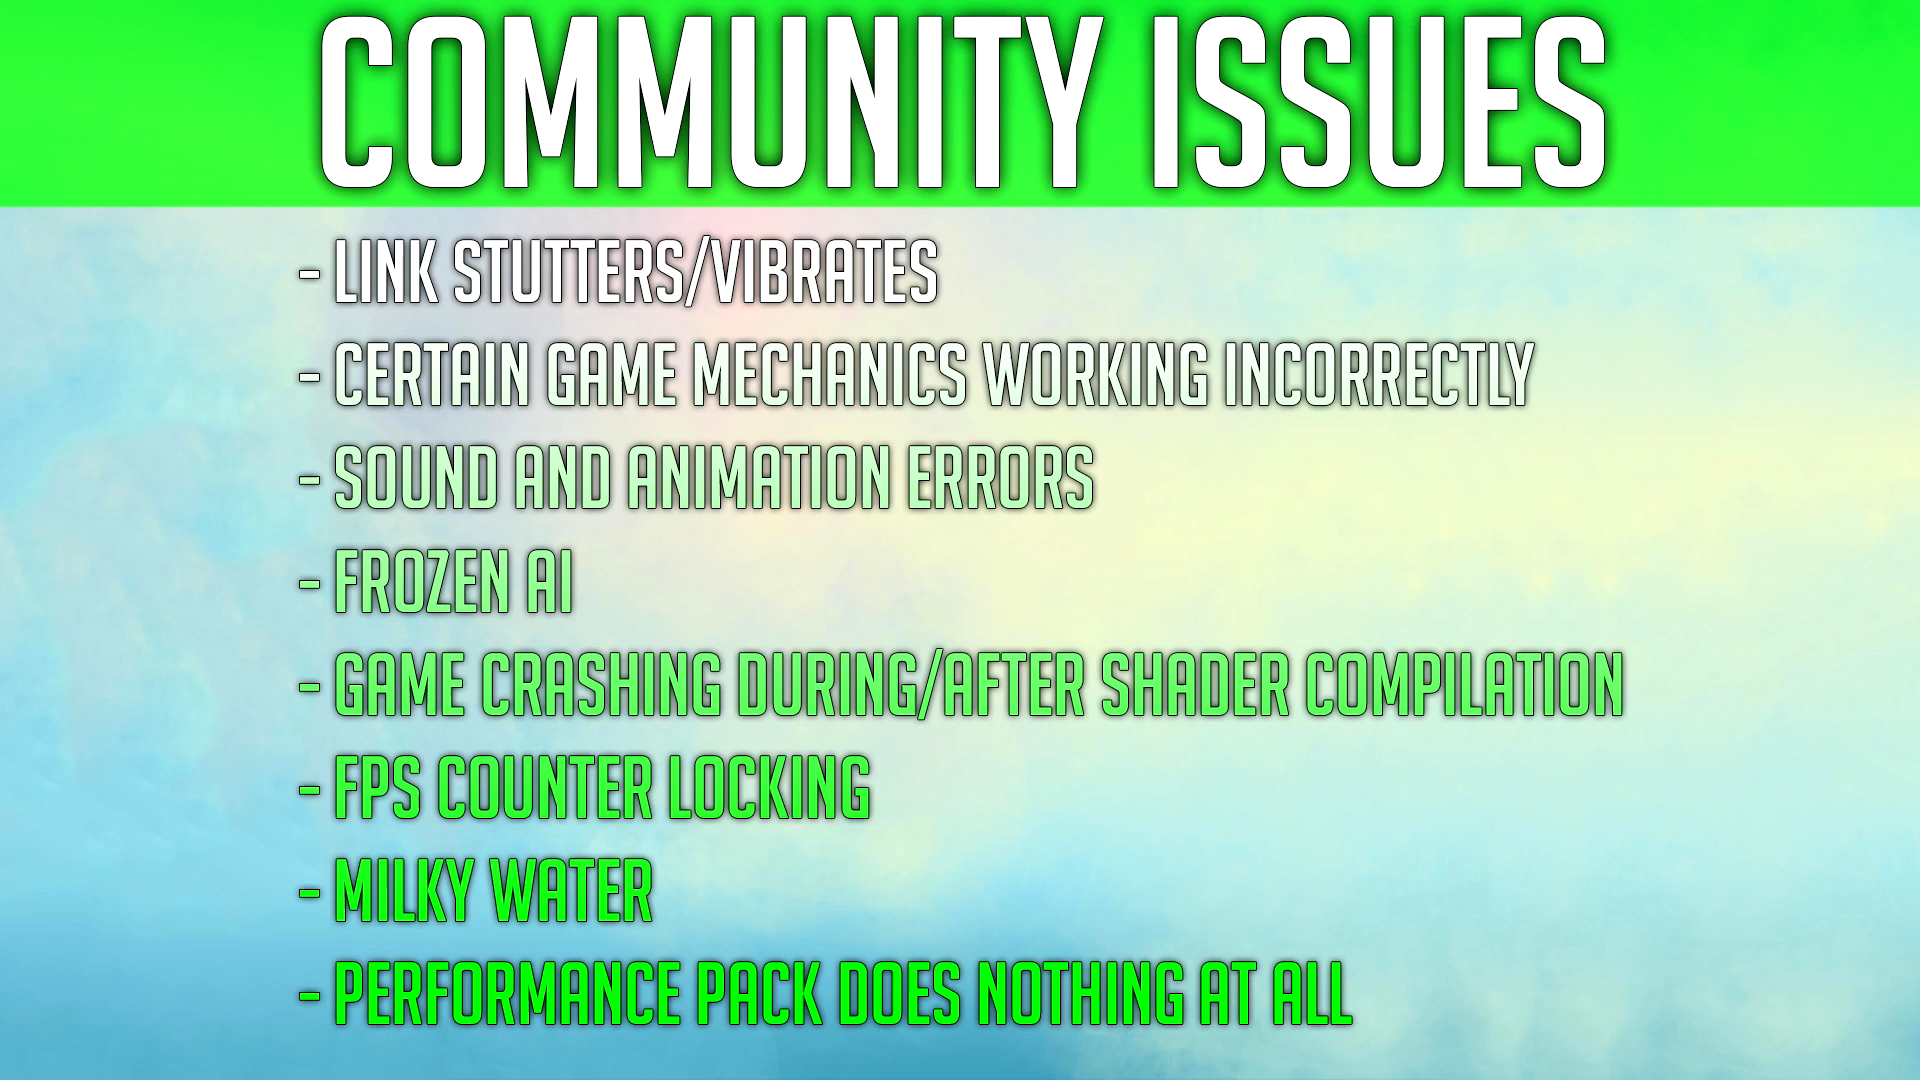 COMMUNITY ISSUES
- LINK STUTTERS/VIBRATES
- CERTAIN GAME MECHANICS WORKING INCORRECTLY
- SOUND AND ANIMATION ERRORS
- FROZEN AI
- GAME CRASHING DURING/AFTER SHADER COMPILATION
- FPS COUNTER LOCKING
- MILKY WATER
- PERFORMANCE PACK DOES NOTHING AT ALL